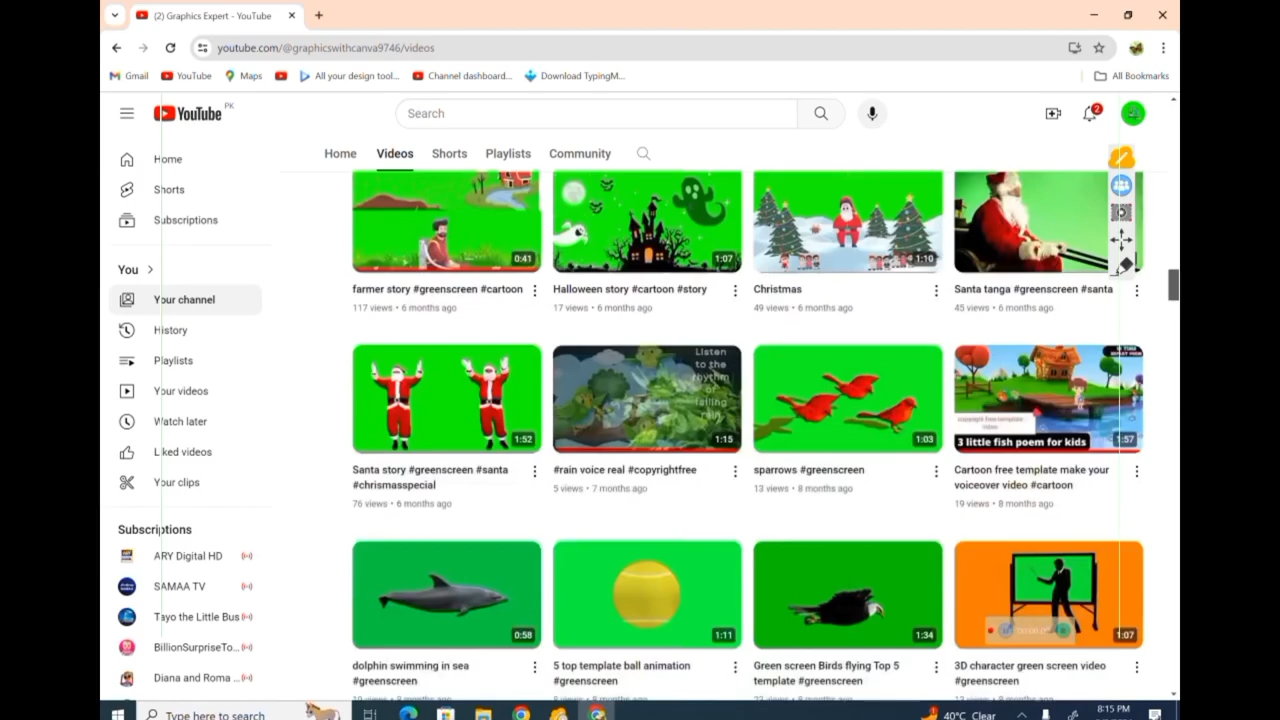 (2) Graphics Expert - YouTube
youtube.com/@graphicswithcanva9746/videos
Gmail
YouTube
Maps
All your design tool...
Channel dashboard...
Download TypingM...
All Bookmarks
YouTube PK
Search
2
Home
Videos
Shorts
Playlists
Community
Home
Shorts
Subscriptions
You
Your channel
History
Playlists
Your videos
Watch later
Liked videos
Your clips
Subscriptions
ARY Digital HD
SAMAA TV
Tayo the Little Bus
BillionSurpriseTo...
Diana and Roma ...
0:41
1:07
1:10
farmer story #greenscreen #cartoon
117 views • 6 months ago
Halloween story #cartoon #story
17 views • 6 months ago
Christmas
49 views • 6 months ago
Santa tanga #greenscreen #santa
45 views • 6 months ago
1:52
Listen
to the
rhythm
of
falling
rain
1:15
1:03
3 little fish poem for kids
1:57
Santa story #greenscreen #santa
#chrismasspecial
76 views • 6 months ago
#rain voice real #copyrightfree
5 views • 7 months ago
sparrows #greenscreen
13 views • 8 months ago
Cartoon free template make your
voiceover video #cartoon
19 views • 8 months ago
0:58
1:11
1:34
1:07
dolphin swimming in sea
#greenscreen
5 top template ball animation
#greenscreen
Green screen Birds flying Top 5
template #greenscreen
3D character green screen video
#greenscreen
Type here to search
40°C Clear
8:15 PM